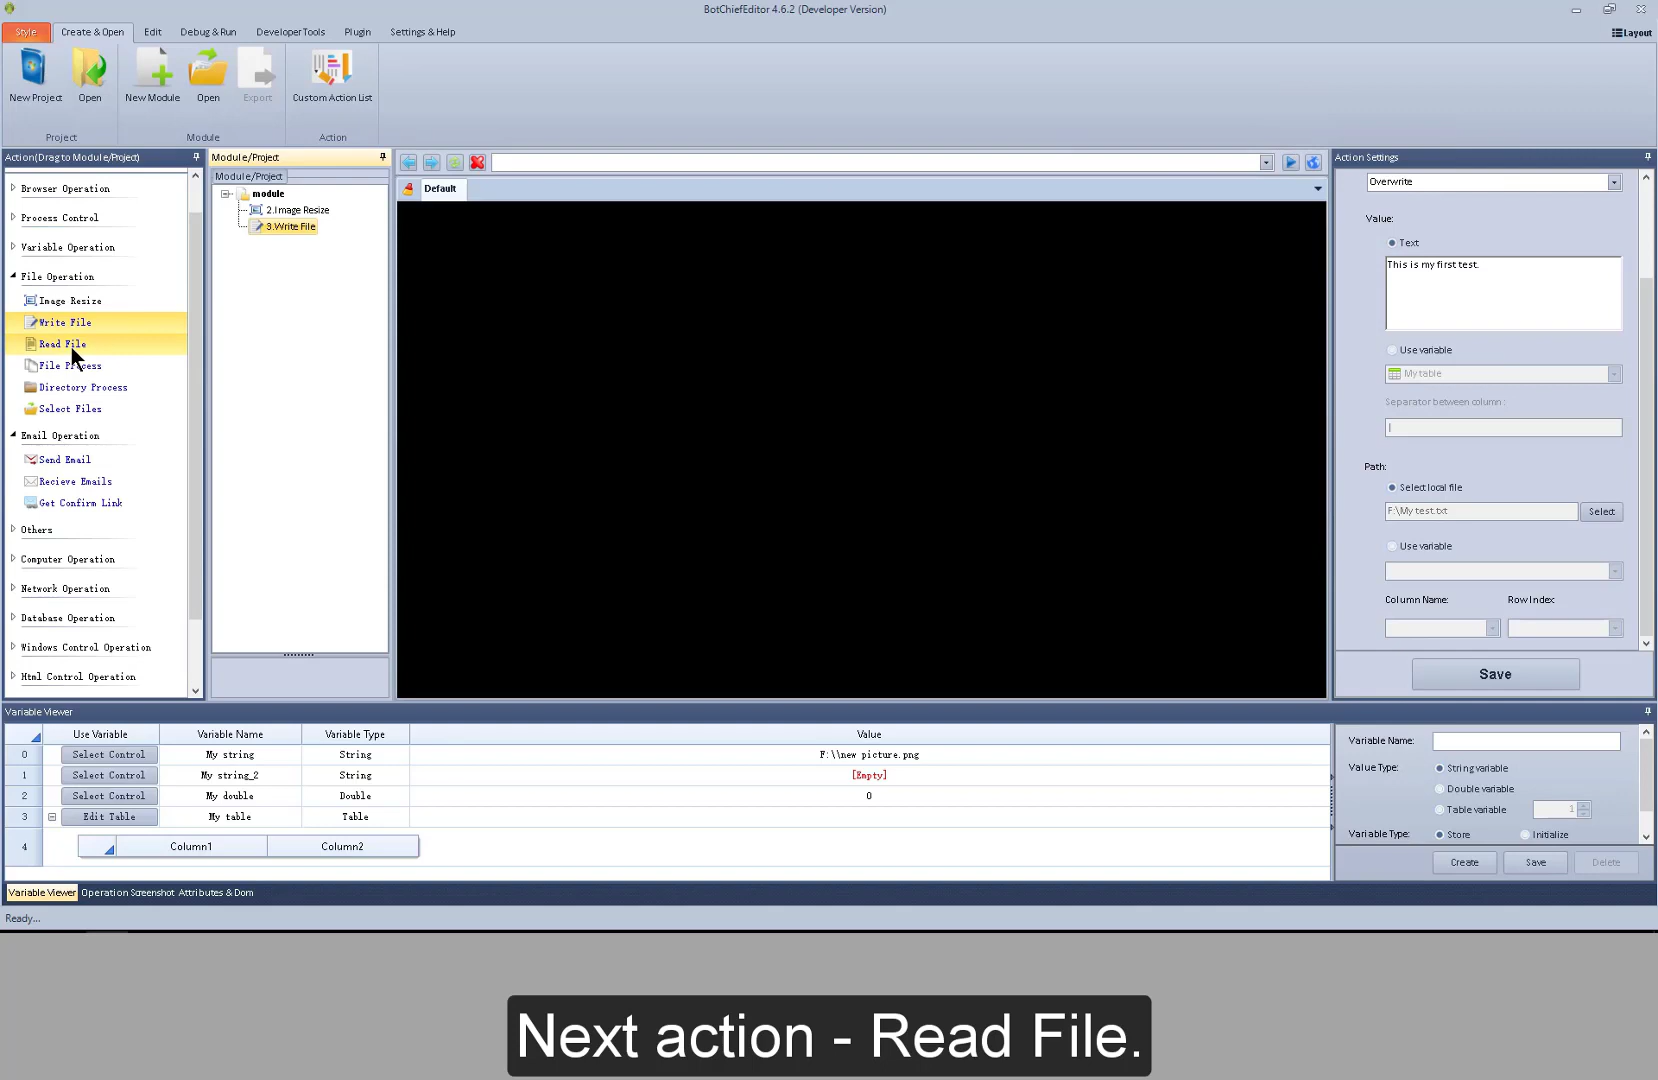 BotChiefEditor 4.6.2 (Developer Version)
Style
Create & Open
Edit
Debug & Run
Developer Tools
Plugin
Settings & Help
Layout
New Project
Open
New Module
Open
Export
Custom Action List
Project
Module
Action
Action(Drag to Module/Project)
Browser Operation
Process Control
Variable Operation
File Operation
Image Resize
Write File
Read File
File Process
Directory Process
Select Files
Email Operation
Send Email
Recieve Emails
Get Confirm Link
Others
Computer Operation
Network Operation
Database Operation
Windows Control Operation
Html Control Operation
Module/Project
Module/Project
module
2.Image Resize
3.Write File
Default
Action Settings
Overwrite
Value:
Text
This is my first test.
Use variable
My table
Separator between column :
|
Path:
Select local file
F:\My test.txt
Select
Use variable
Column Name:
Row Index
Save
Variable Viewer
Use Variable
Variable Name
Variable Type
Value
0
Select Control
My string
String
F:\\new picture.png
1
Select Control
My string_2
String
[Empty]
2
Select Control
My double
Double
0
3
Edit Table
My table
Table
4
Column1
Column2
Variable Name:
Value Type:
String variable
Double variable
Table variable
1
Variable Type:
Store
Initialize
Create
Save
Delete
Variable Viewer
Operation Screenshot
Attributes & Dom
Ready...
Next action - Read File.